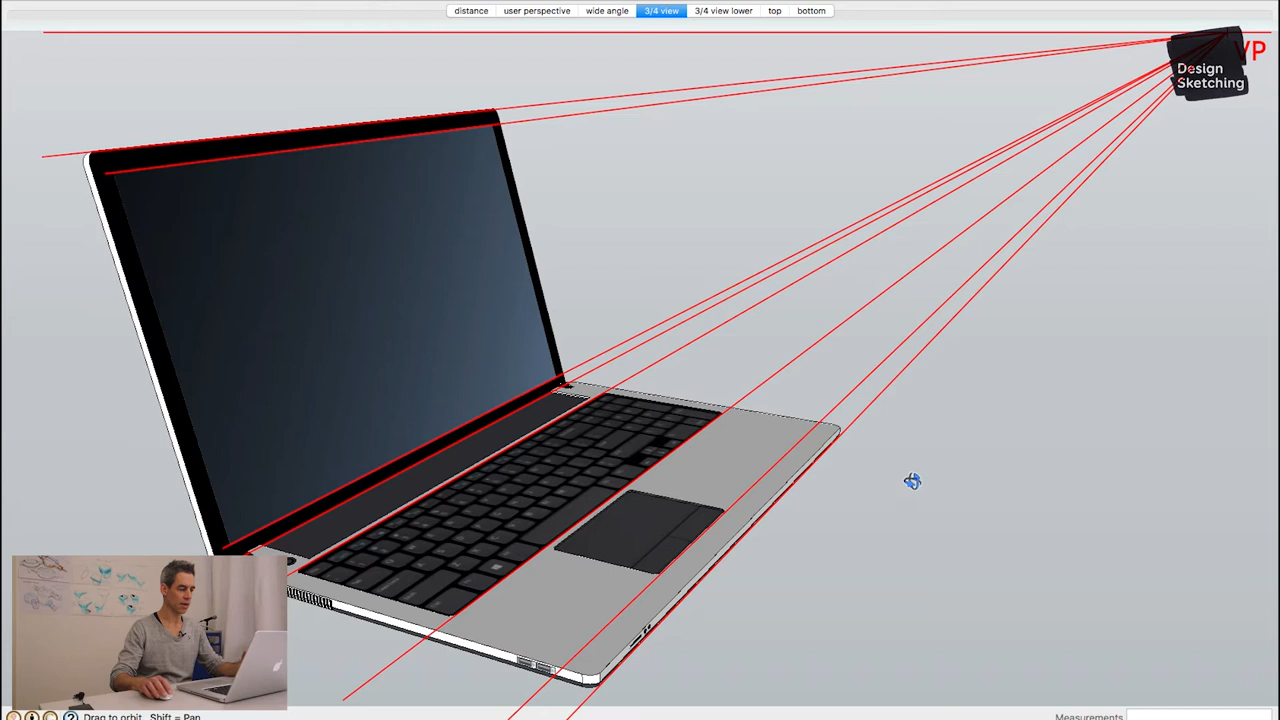 distance user perspective wide angle 3/4 view 3/4 view lower top bottom
VP
Design
Sketching
Drag to orbit. Shift = Pan
Measurements